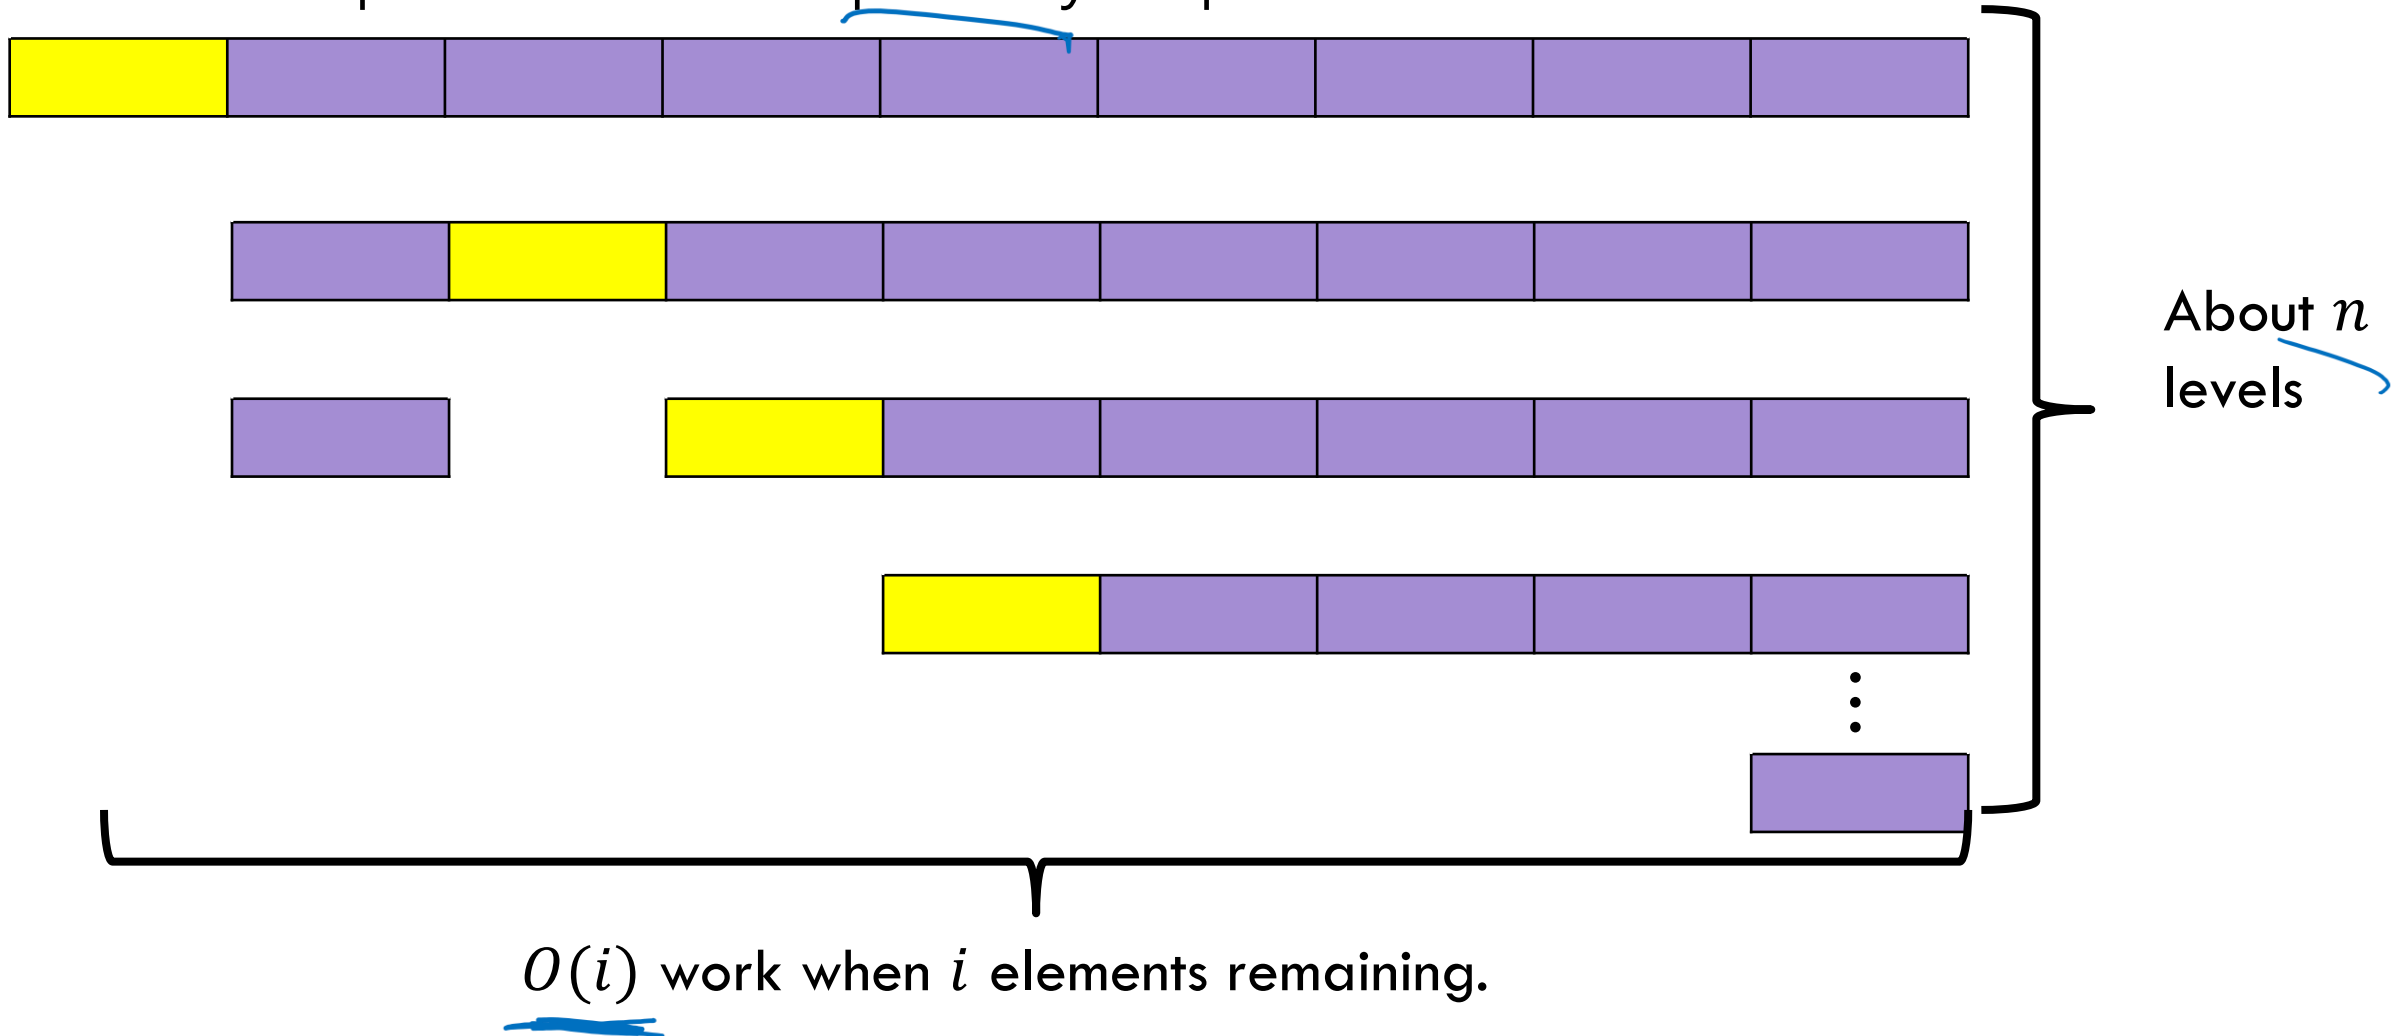 About n
levels
O(i) work when i elements remaining.